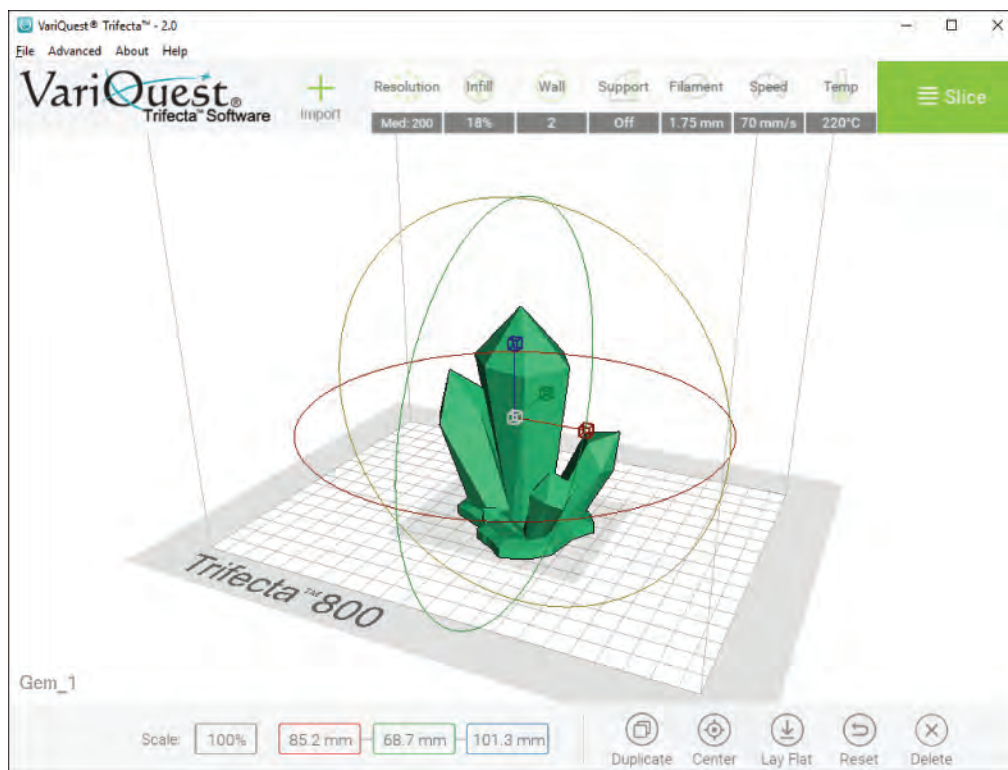 VariQuest® Trifecta™ - 2.0
File Advanced About Help
VariQuest®
Trifecta™ Software
Import
Resolution Infill Wall Support Filament Speed Temp
Med: 200 18% 2 Off 1.75 mm 70 mm/s 220°C
Slice
Trifecta™ 800
Gem_1
Scale: 100% 85.2 mm 68.7 mm 101.3 mm
Duplicate Center Lay Flat Reset Delete